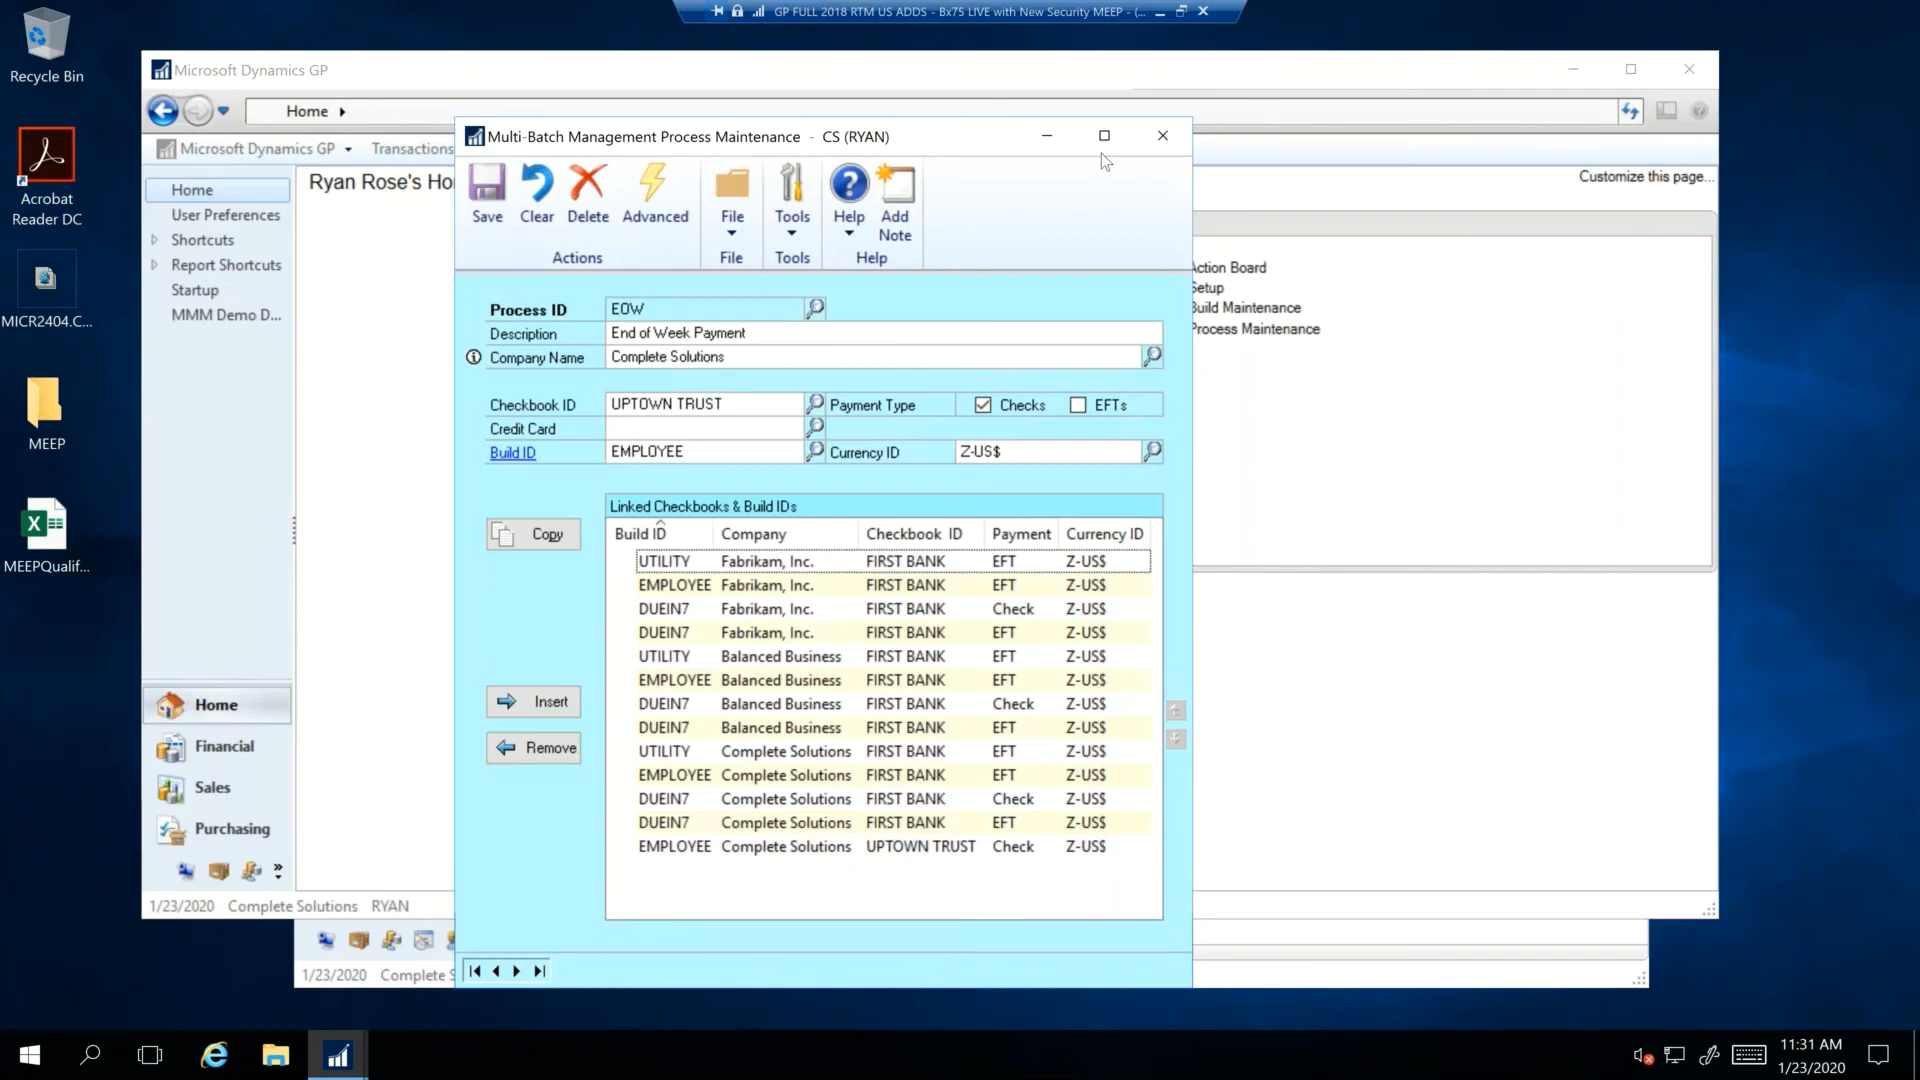 GP FULL 2018 RTM US ADDS - Bx75 LIVE with New Security MEEP - (...
Recycle Bin
Acrobat
Reader DC
MICR2404.C...
MEEP
MEEPQualif...
Microsoft Dynamics GP
Home
Microsoft Dynamics GP
Transactions
Ryan Rose's Ho
Customize this page...
Home
User Preferences
Shortcuts
Report Shortcuts
Startup
MMM Demo D...
Action Board
Setup
Build Maintenance
Process Maintenance
Home
Financial
Sales
Purchasing
1/23/2020 Complete Solutions RYAN
1/23/2020 Complete S
Multi-Batch Management Process Maintenance - CS (RYAN)
Save Clear Delete Advanced File Tools Help Add
Note
Actions File Tools Help
Process ID EOW
Description End of Week Payment
Company Name Complete Solutions
Checkbook ID UPTOWN TRUST Payment Type Checks EFTs
Credit Card
Build ID EMPLOYEE Currency ID Z-US$
Copy
Insert
Remove
Linked Checkbooks & Build IDs
Build ID Company Checkbook ID Payment Currency ID
UTILITY Fabrikam, Inc. FIRST BANK EFT Z-US$
EMPLOYEE Fabrikam, Inc. FIRST BANK EFT Z-US$
DUEIN7 Fabrikam, Inc. FIRST BANK Check Z-US$
DUEIN7 Fabrikam, Inc. FIRST BANK EFT Z-US$
UTILITY Balanced Business FIRST BANK EFT Z-US$
EMPLOYEE Balanced Business FIRST BANK EFT Z-US$
DUEIN7 Balanced Business FIRST BANK Check Z-US$
DUEIN7 Balanced Business FIRST BANK EFT Z-US$
UTILITY Complete Solutions FIRST BANK EFT Z-US$
EMPLOYEE Complete Solutions FIRST BANK EFT Z-US$
DUEIN7 Complete Solutions FIRST BANK Check Z-US$
DUEIN7 Complete Solutions FIRST BANK EFT Z-US$
EMPLOYEE Complete Solutions UPTOWN TRUST Check Z-US$
11:31 AM
1/23/2020